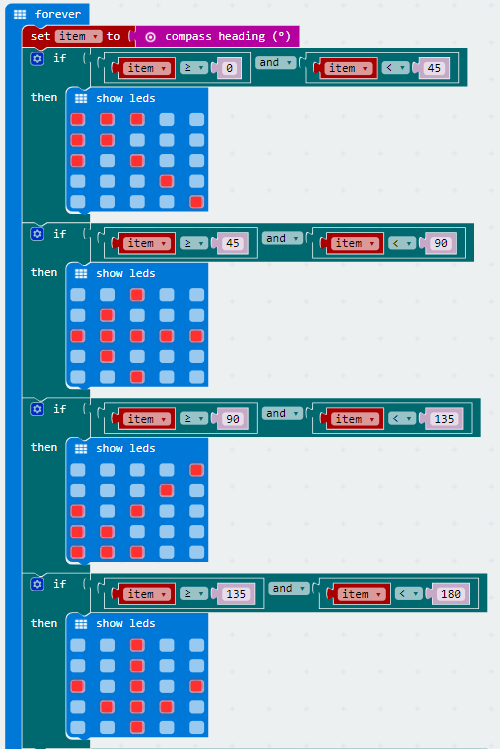 forever
set item to compass heading (º)
if item ≥ 0 and item < 45
then show leds
if item ≥ 45 and item < 90
then show leds
if item ≥ 90 and item < 135
then show leds
if item ≥ 135 and item < 180
then show leds